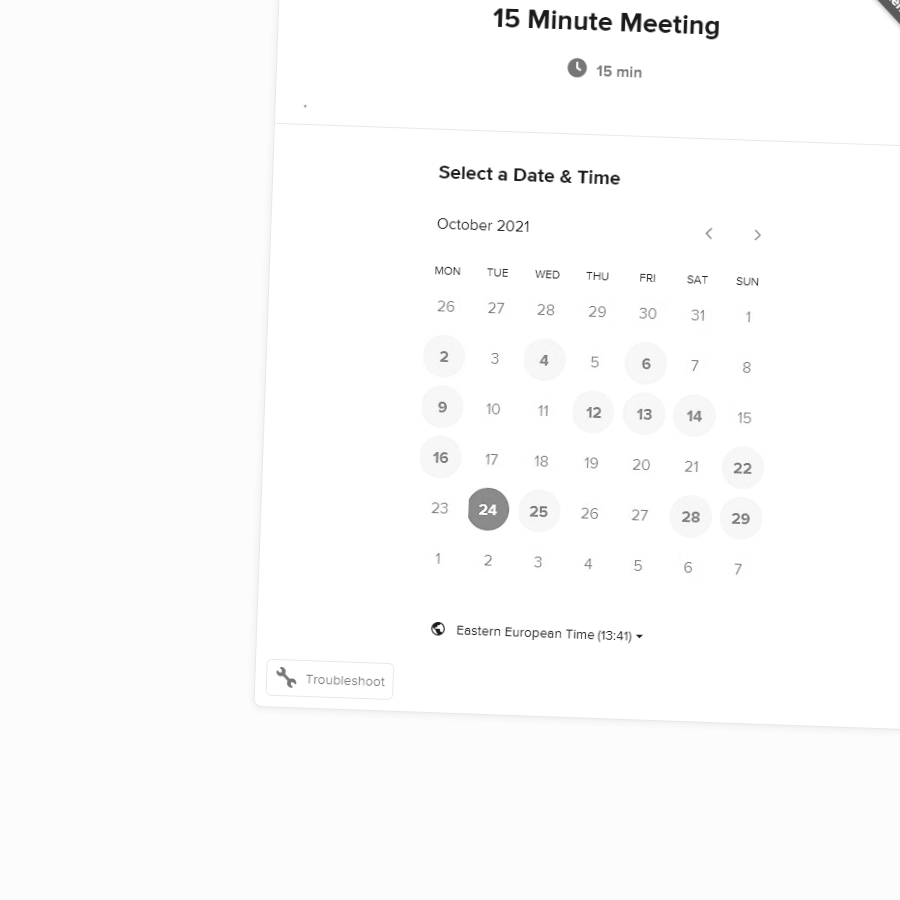 15 Minute Meeting
15 min
Select a Date & Time
October 2021
MON TUE WED THU FRI SAT SUN
26 27 28 29 30 31 1
2 3 4 5 6 7 8
9 10 11 12 13 14 15
16 17 18 19 20 21 22
23 24 25 26 27 28 29
1 2 3 4 5 6 7
Eastern European Time (13:41)
Troubleshoot